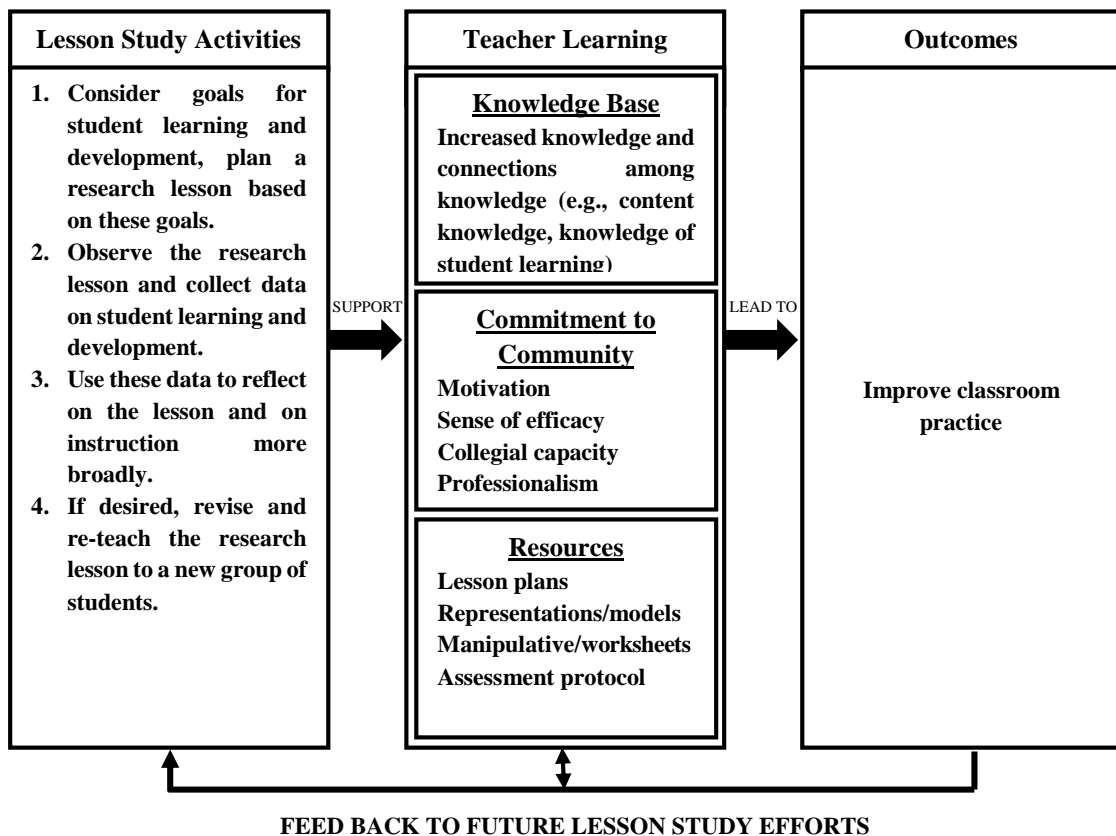 Lesson Study Activities
1. Consider goals for
student learning and
development, plan a
research lesson based
on these goals.
2. Observe the research
lesson and collect data
on student learning and
development.
3. Use these data to reflect
on the lesson and on
instruction more
broadly.
4. If desired, revise and
re-teach the research
lesson to a new group of
students.
SUPPORT
Teacher Learning
Knowledge Base
Increased knowledge and
connections among
knowledge (e.g., content
knowledge, knowledge of
student learning)
Commitment to
Community
Motivation
Sense of efficacy
Collegial capacity
Professionalism
Resources
Lesson plans
Representations/models
Manipulative/worksheets
Assessment protocol
LEAD TO
Outcomes
Improve classroom
practice
FEED BACK TO FUTURE LESSON STUDY EFFORTS